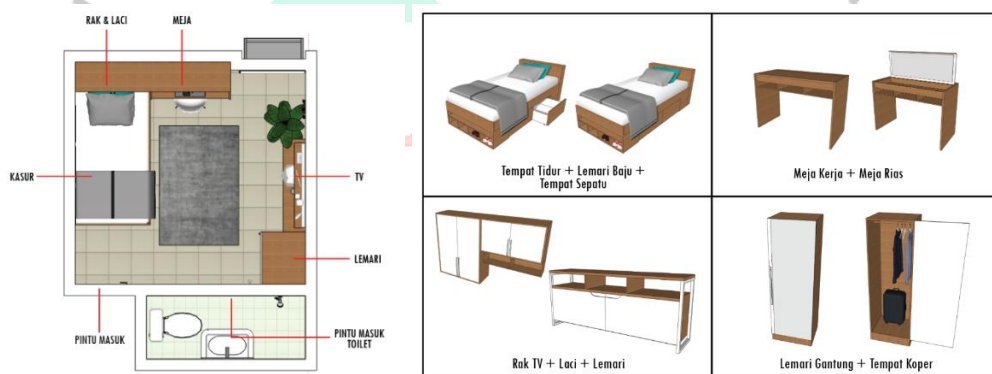 RAK & LACI
MEJA
KASUR
TV
LEMARI
PINTU MASUK
PINTU MASUK
TOILET
Tempat Tidur + Lemari Baju +
Tempat Sepatu
Meja Kerja + Meja Rias
Rak TV + Laci + Lemari
Lemari Gantung + Tempat Koper